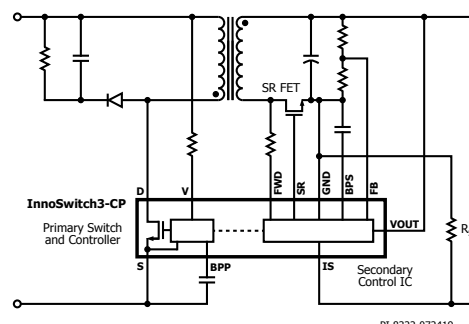 SR FET
D
V
FWD
SR
GND
BPS
FB
InnoSwitch3-CP
Primary Switch
and Controller
VOUT
S
BPP
IS
Secondary
Control IC